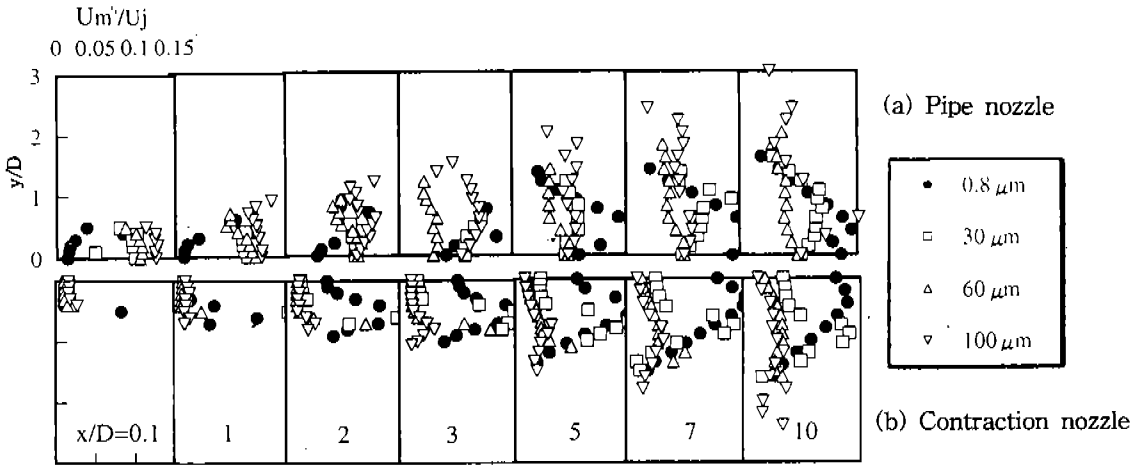 Um'/Uj
0 0.05 0.1 0.15
3
2
1
0
y/D
(a) Pipe nozzle
0.8 μm
30 μm
60 μm
100 μm
x/D=0.1 1 2 3 5 7 10
(b) Contraction nozzle